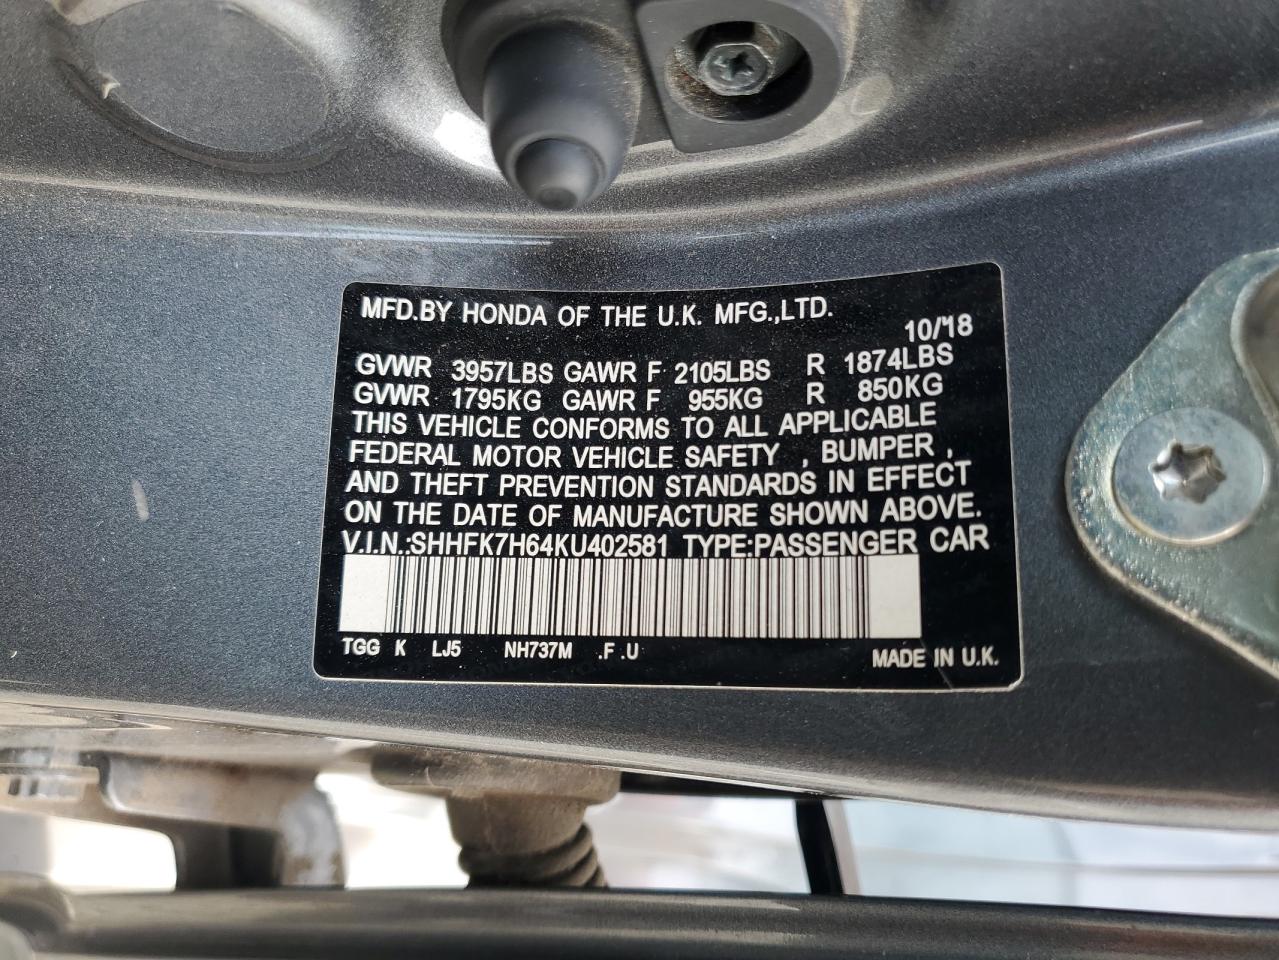 MFD.BY HONDA OF THE U.K. MFG.,LTD.
10/'18
GVWR 3957LBS GAWR F 2105LBS R 1874LBS
GVWR 1795KG GAWR F 955KG R 850KG
THIS VEHICLE CONFORMS TO ALL APPLICABLE
FEDERAL MOTOR VEHICLE SAFETY , BUMPER ,
AND THEFT PREVENTION STANDARDS IN EFFECT
ON THE DATE OF MANUFACTURE SHOWN ABOVE.
V.I.N.:SHHFK7H64KU402581 TYPE:PASSENGER CAR
TGG K LJ5 NH737M .F .U
MADE IN U.K.